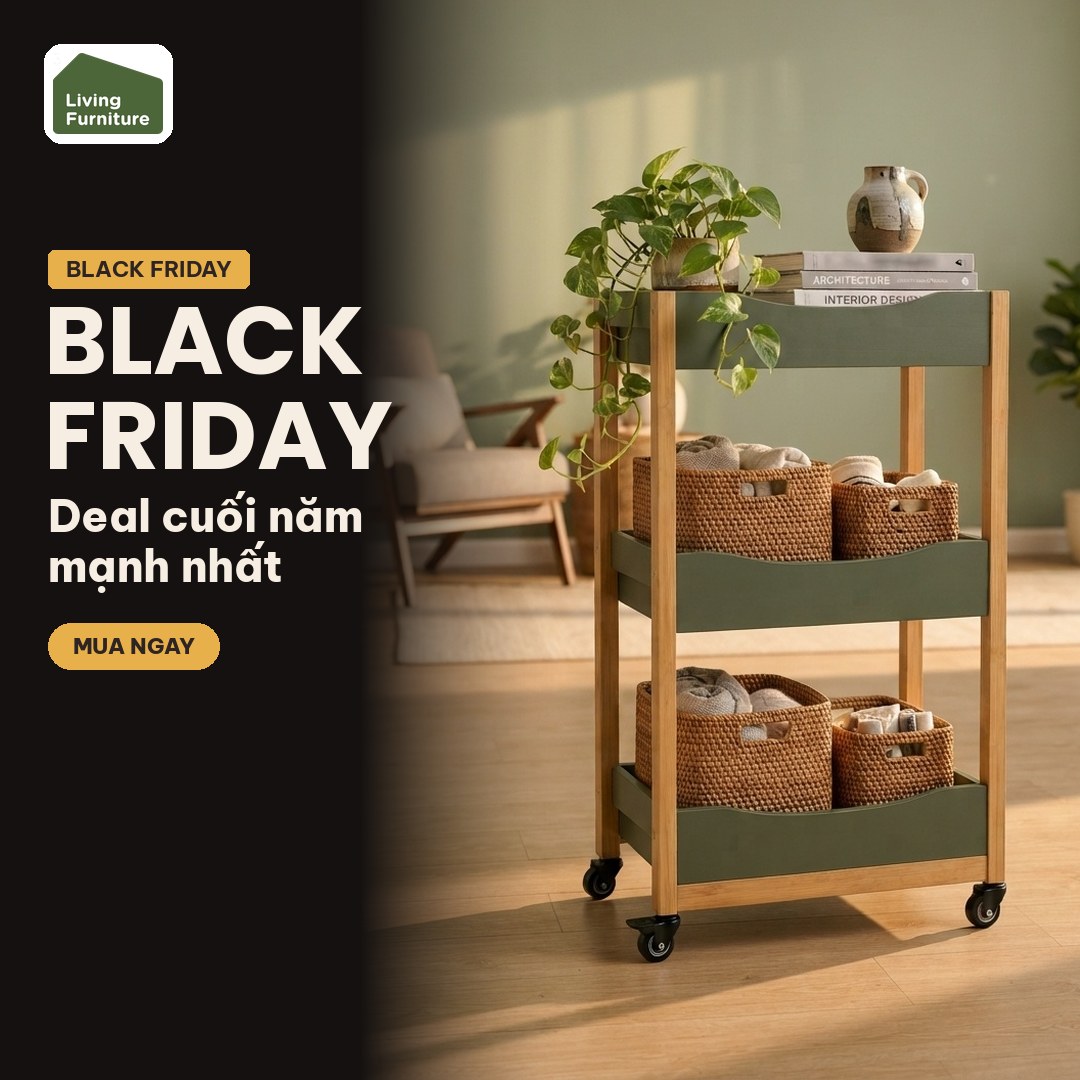 Living
Furniture
BLACK FRIDAY
BLACK
FRIDAY
Deal cuối năm
mạnh nhất
MUA NGAY
ARCHITECTURE
INTERIOR DESIGN